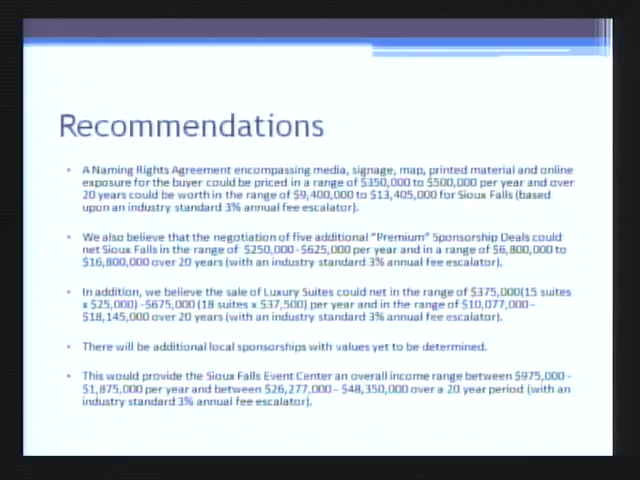 Recommendations
A Naming Rights Agreement encompassing media, signage, map, printed material and online
exposure for the buyer could be priced in a range of $350,000 to $500,000 per year and over
20 years could be worth in the range of $9,400,000 to $13,405,000 for Sioux Falls (based
upon an industry standard 3% annual fee escalator).
We also believe that the negotiation of five additional "Premium" Sponsorship Deals could
net Sioux Falls in the range of $250,000-$625,000 per year and in a range of $6,800,000 to
$16,800,000 over 20 years (with an industry standard 3% annual fee escalator).
In addition, we believe the sale of Luxury Suites could net in the range of $375,000(15 suites
x $25,000) -$675,000 (18 suites x $37,500) per year and in the range of $10,077,000-
$18,145,000 over 20 years (with an industry standard 3% annual fee escalator).
There will be additional local sponsorships with values yet to be determined.
This would provide the Sioux Falls Event Center an overall income range between $975,000 -
$1,875,000 per year and between $26,277,000 - $48,350,000 over a 20 year period (with an
industry standard 3% annual fee escalator).